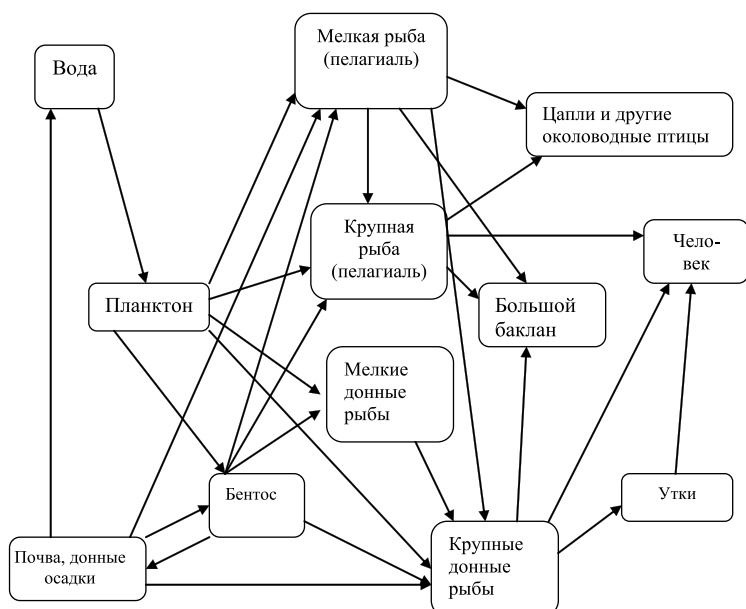 Мелкая рыба
(пелагиаль)
Вода
Цапли и другие
околоводные птицы
Крупная
рыба
(пелагиаль)
Чело-
век
Планктон
Большой
баклан
Мелкие
донные
рыбы
Бентос
Утки
Почва, донные
осадки
Крупные
донные
рыбы